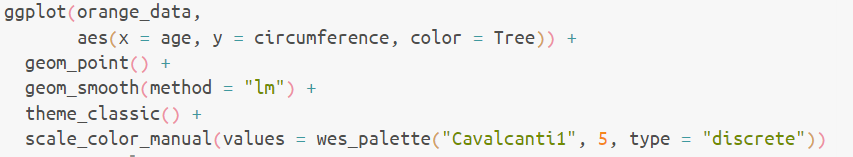 ggplot(orange_data,
       aes(x = age, y = circumference, color = Tree)) +
  geom_point() +
  geom_smooth(method = "lm") +
  theme_classic() +
  scale_color_manual(values = wes_palette("Cavalcanti1", 5, type = "discrete"))